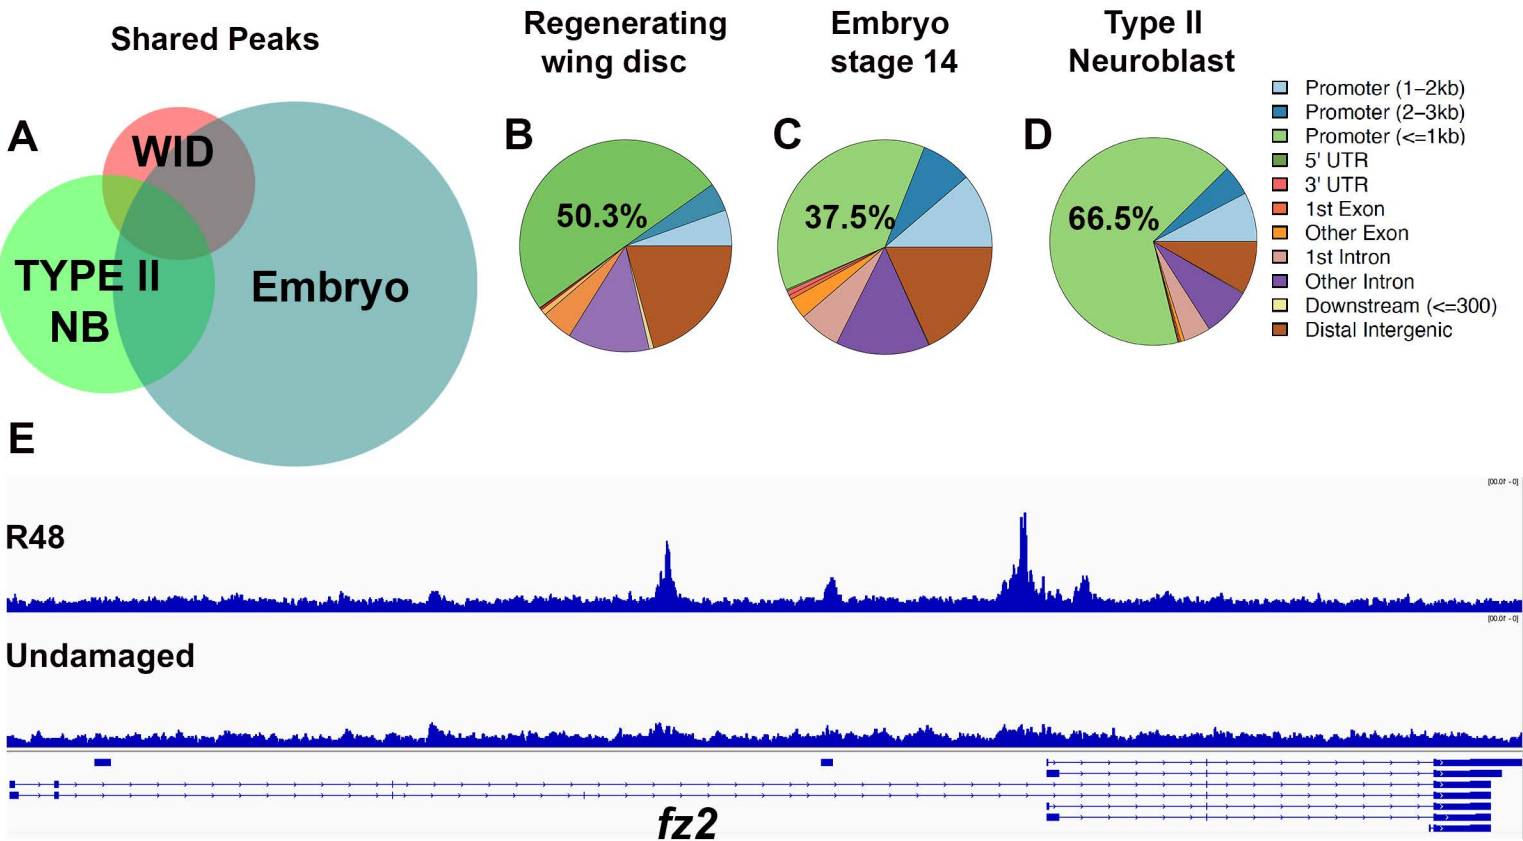 Shared Peaks
Regenerating
wing disc
Embryo
stage 14
Type II
Neuroblast
A
WID
TYPE II
NB
Embryo
B
50.3%
C
37.5%
D
66.5%
Promoter (1–2kb)
Promoter (2–3kb)
Promoter (<=1kb)
5' UTR
3' UTR
1st Exon
Other Exon
1st Intron
Other Intron
Downstream (<=300)
Distal Intergenic
E
R48
Undamaged
fz2